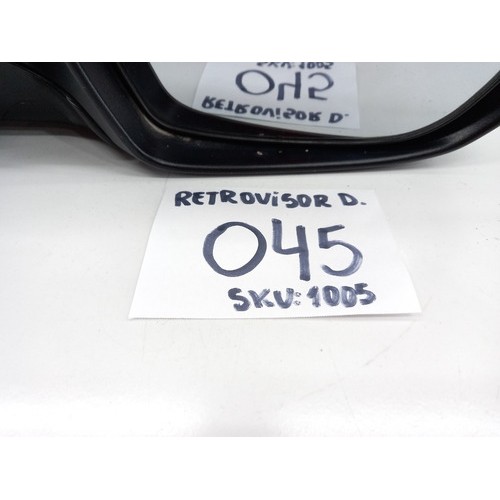 RETROVISOR D.
045
SKU:1005